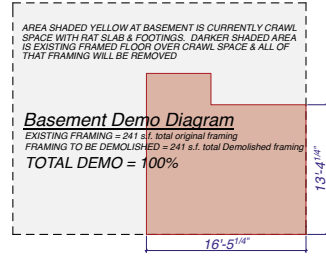 AREA SHADED YELLOW AT BASEMENT IS CURRENTLY CRAWL
SPACE WITH RAT SLAB & FOOTINGS. DARKER SHADED AREA
IS EXISTING FRAMED FLOOR OVER CRAWL SPACE & ALL OF
THAT FRAMING WILL BE REMOVED
Basement Demo Diagram
EXISTING FRAMING = 241 s.f. total original framing
FRAMING TO BE DEMOLISHED = 241 s.f. total Demolished framing
TOTAL DEMO = 100%
13'-4 1/4"
16'-5 1/4"